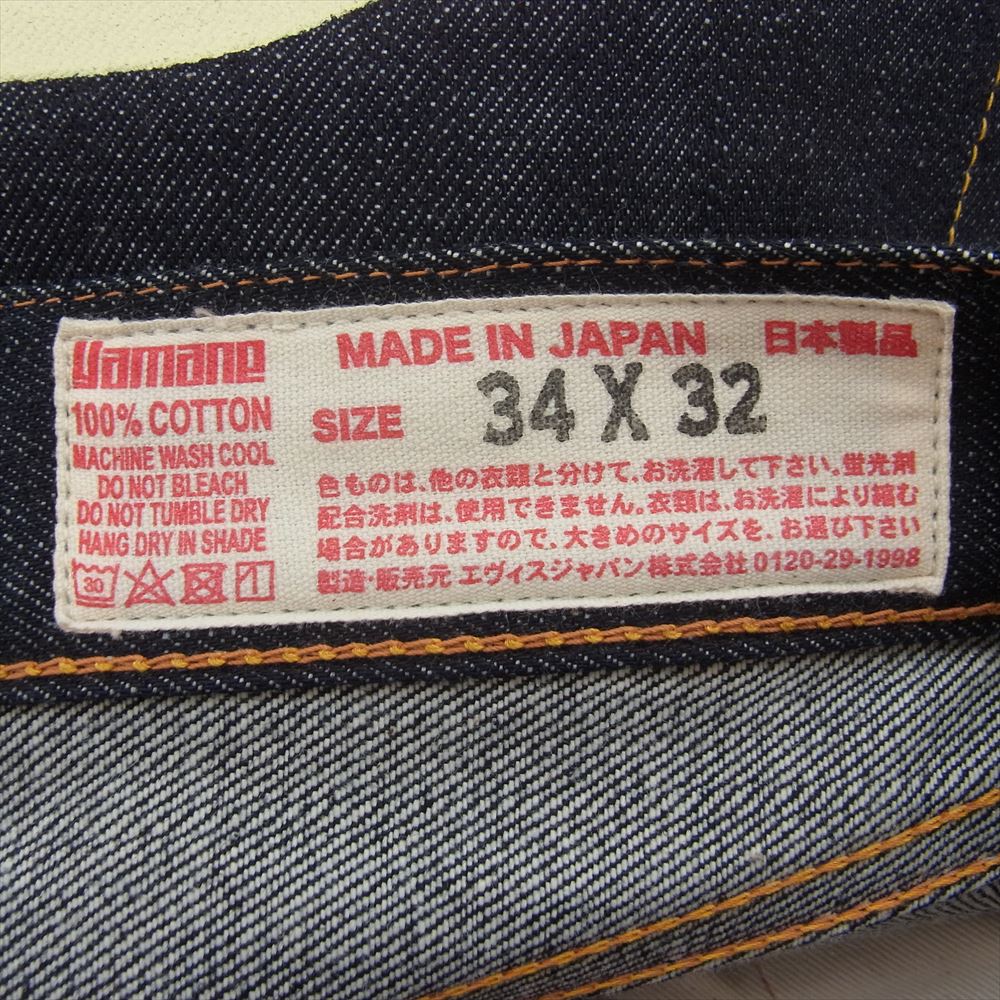 Yamane
100% COTTON
MACHINE WASH COOL
DO NOT BLEACH
DO NOT TUMBLE DRY
HANG DRY IN SHADE
30
MADE IN JAPAN 日本製品
SIZE 34 X 32
色ものは、他の衣類と分けて、お洗濯して下さい。蛍光剤
配合洗剤は、使用できません。衣類は、お洗濯により縮む
場合がありますので、大きめのサイズを、お選び下さい
製造・販売元 エヴィスジャパン株式会社 0120-29-1998